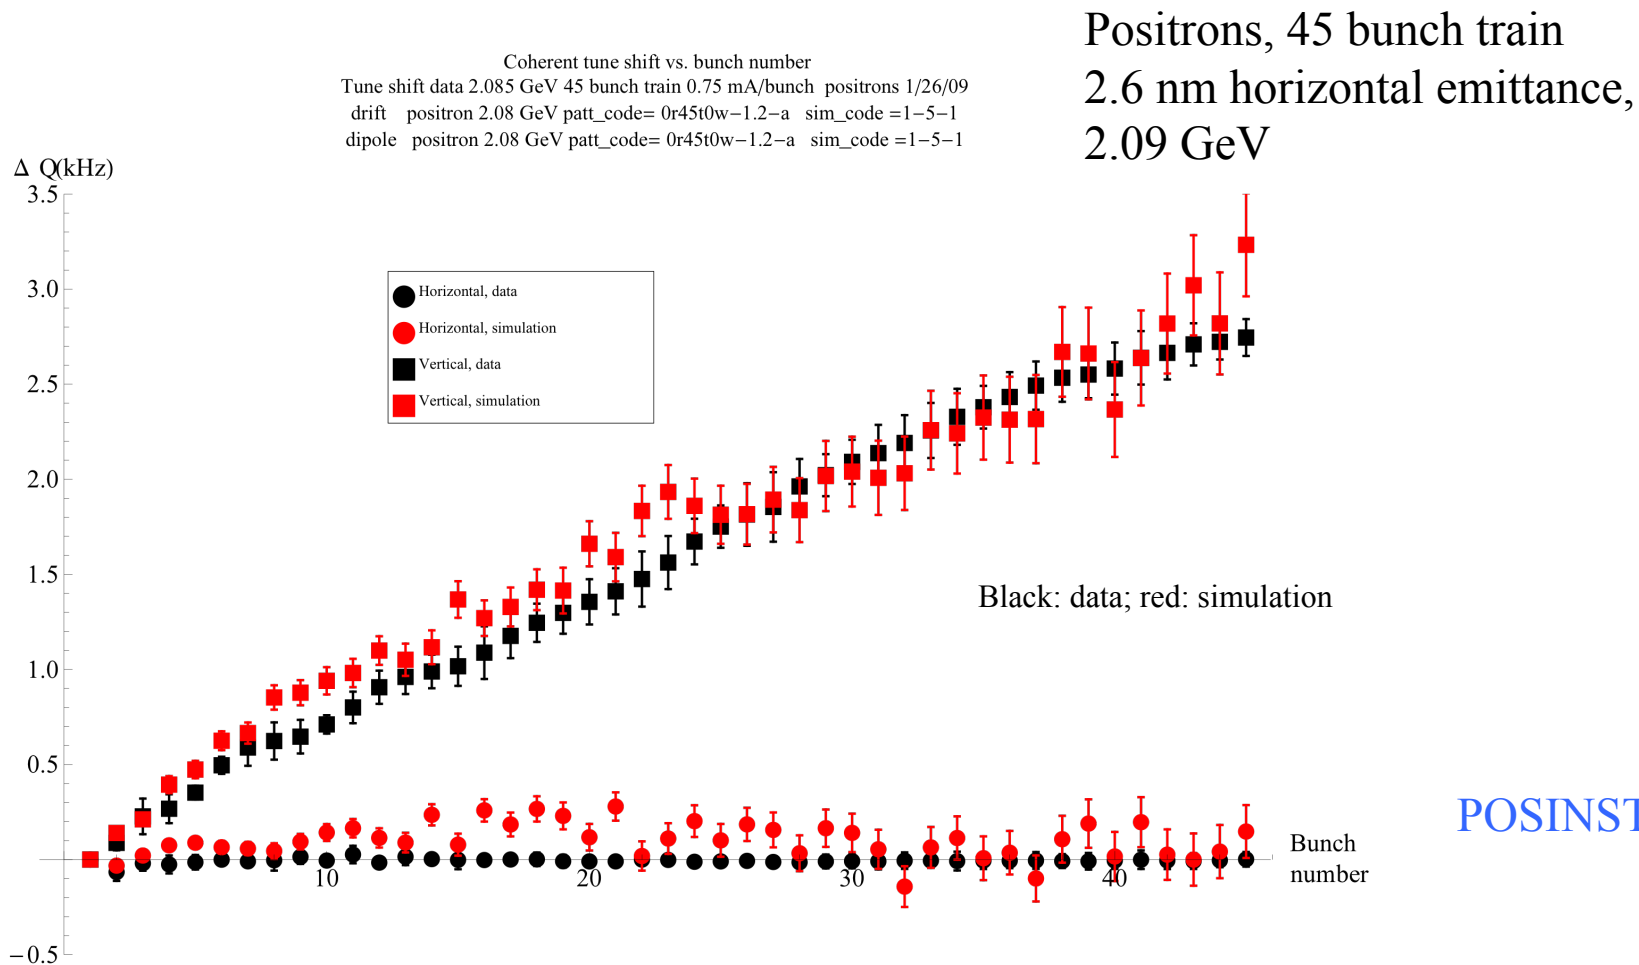 Positrons, 45 bunch train
2.6 nm horizontal emittance,
2.09 GeV
Coherent tune shift vs. bunch number
Tune shift data 2.085 GeV 45 bunch train 0.75 mA/bunch positrons 1/26/09
drift positron 2.08 GeV patt_code= 0r45t0w−1.2−a sim_code =1−5−1
dipole positron 2.08 GeV patt_code= 0r45t0w−1.2−a sim_code =1−5−1
Δ Q(kHz)
3.5
3.0
2.5
2.0
1.5
1.0
0.5
−0.5
Horizontal, data
Horizontal, simulation
Vertical, data
Vertical, simulation
Black: data; red: simulation
POSINST
10
20
30
40
Bunch
number